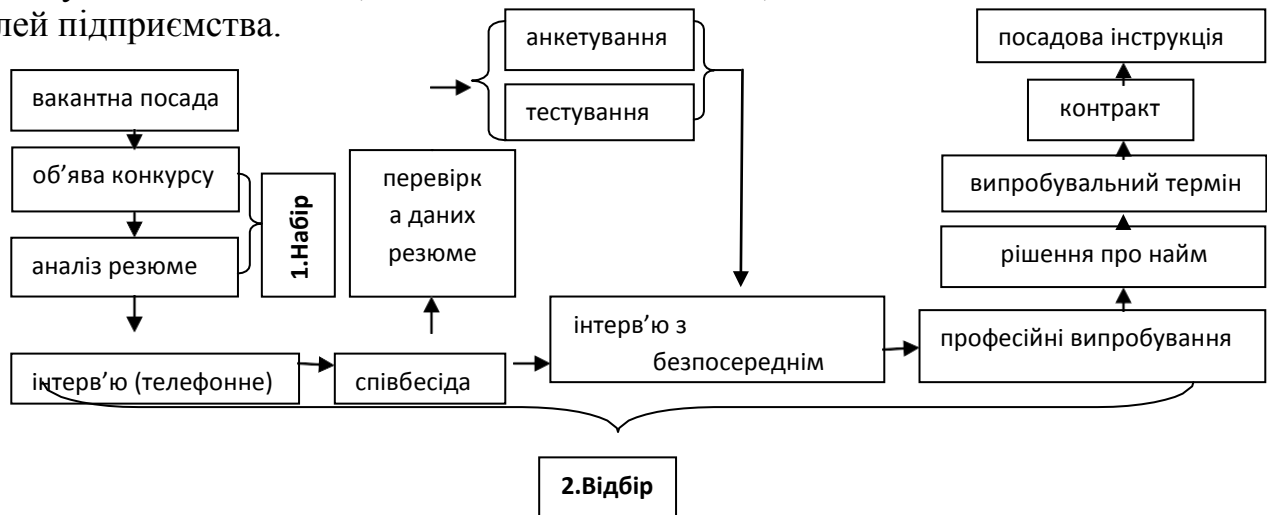 лей підприємства.
вакантна посада
об’ява конкурсу
аналіз резюме
1.Набір
інтерв’ю (телефонне)
співбесіда
перевірк
а даних
резюме
анкетування
тестування
інтерв’ю з
безпосереднім
професійні випробування
рішення про найм
випробувальний термін
контракт
посадова інструкція
2.Відбір